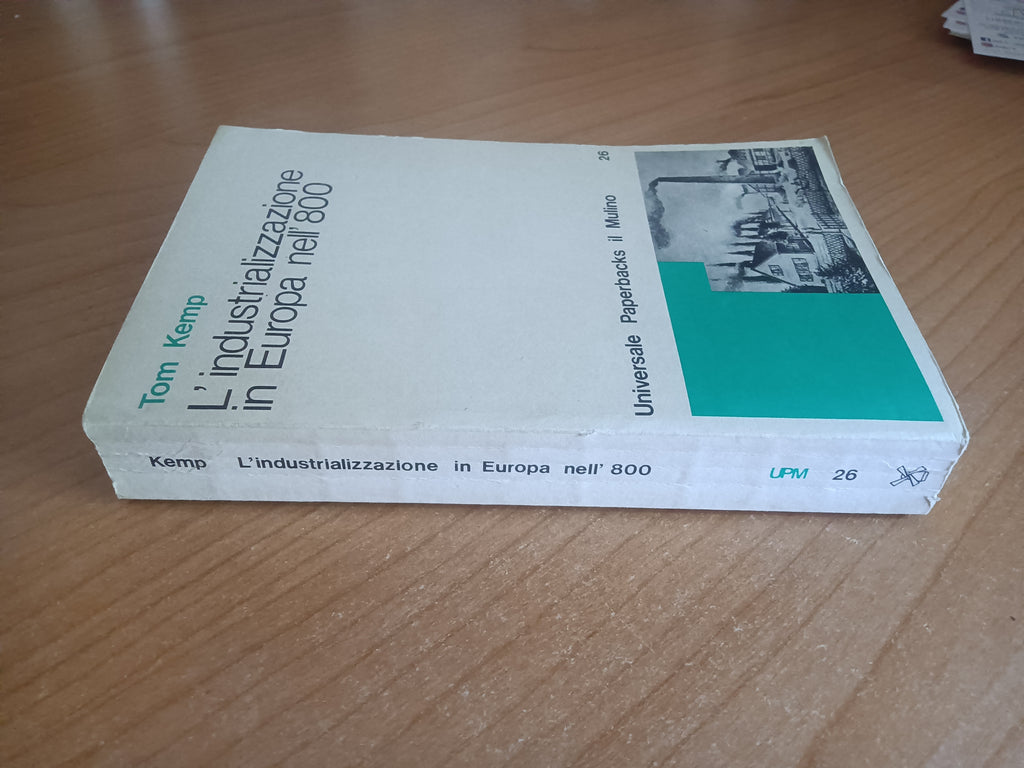 Tom Kemp
L'industrializzazione
in Europa nell'800
Universale Paperbacks il Mulino
26
Kemp L'industrializzazione in Europa nell'800 UPM 26